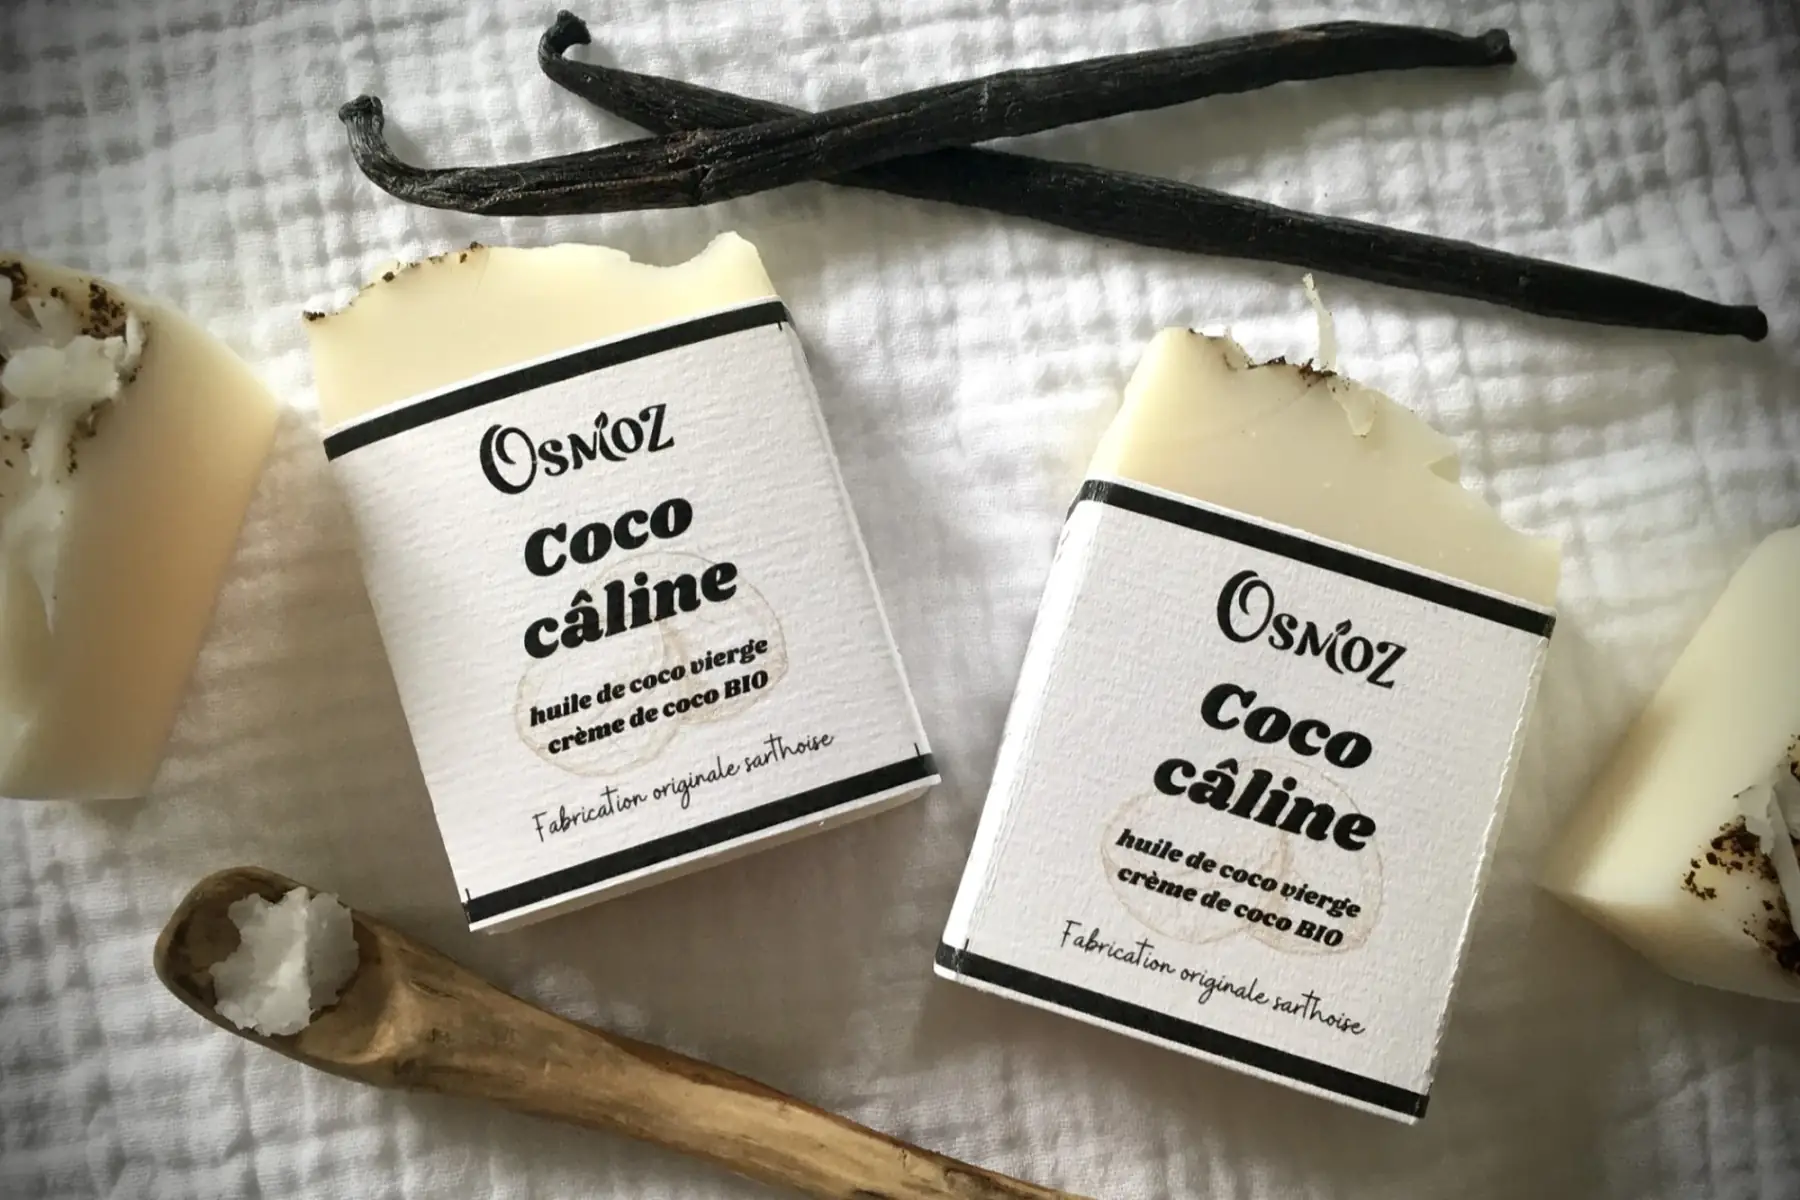 Osmoz
Coco
câline
huile de coco vierge
crème de coco BIO
Fabrication originale sarthoise
Osmoz
Coco
câline
huile de coco vierge
crème de coco BIO
Fabrication originale sarthoise